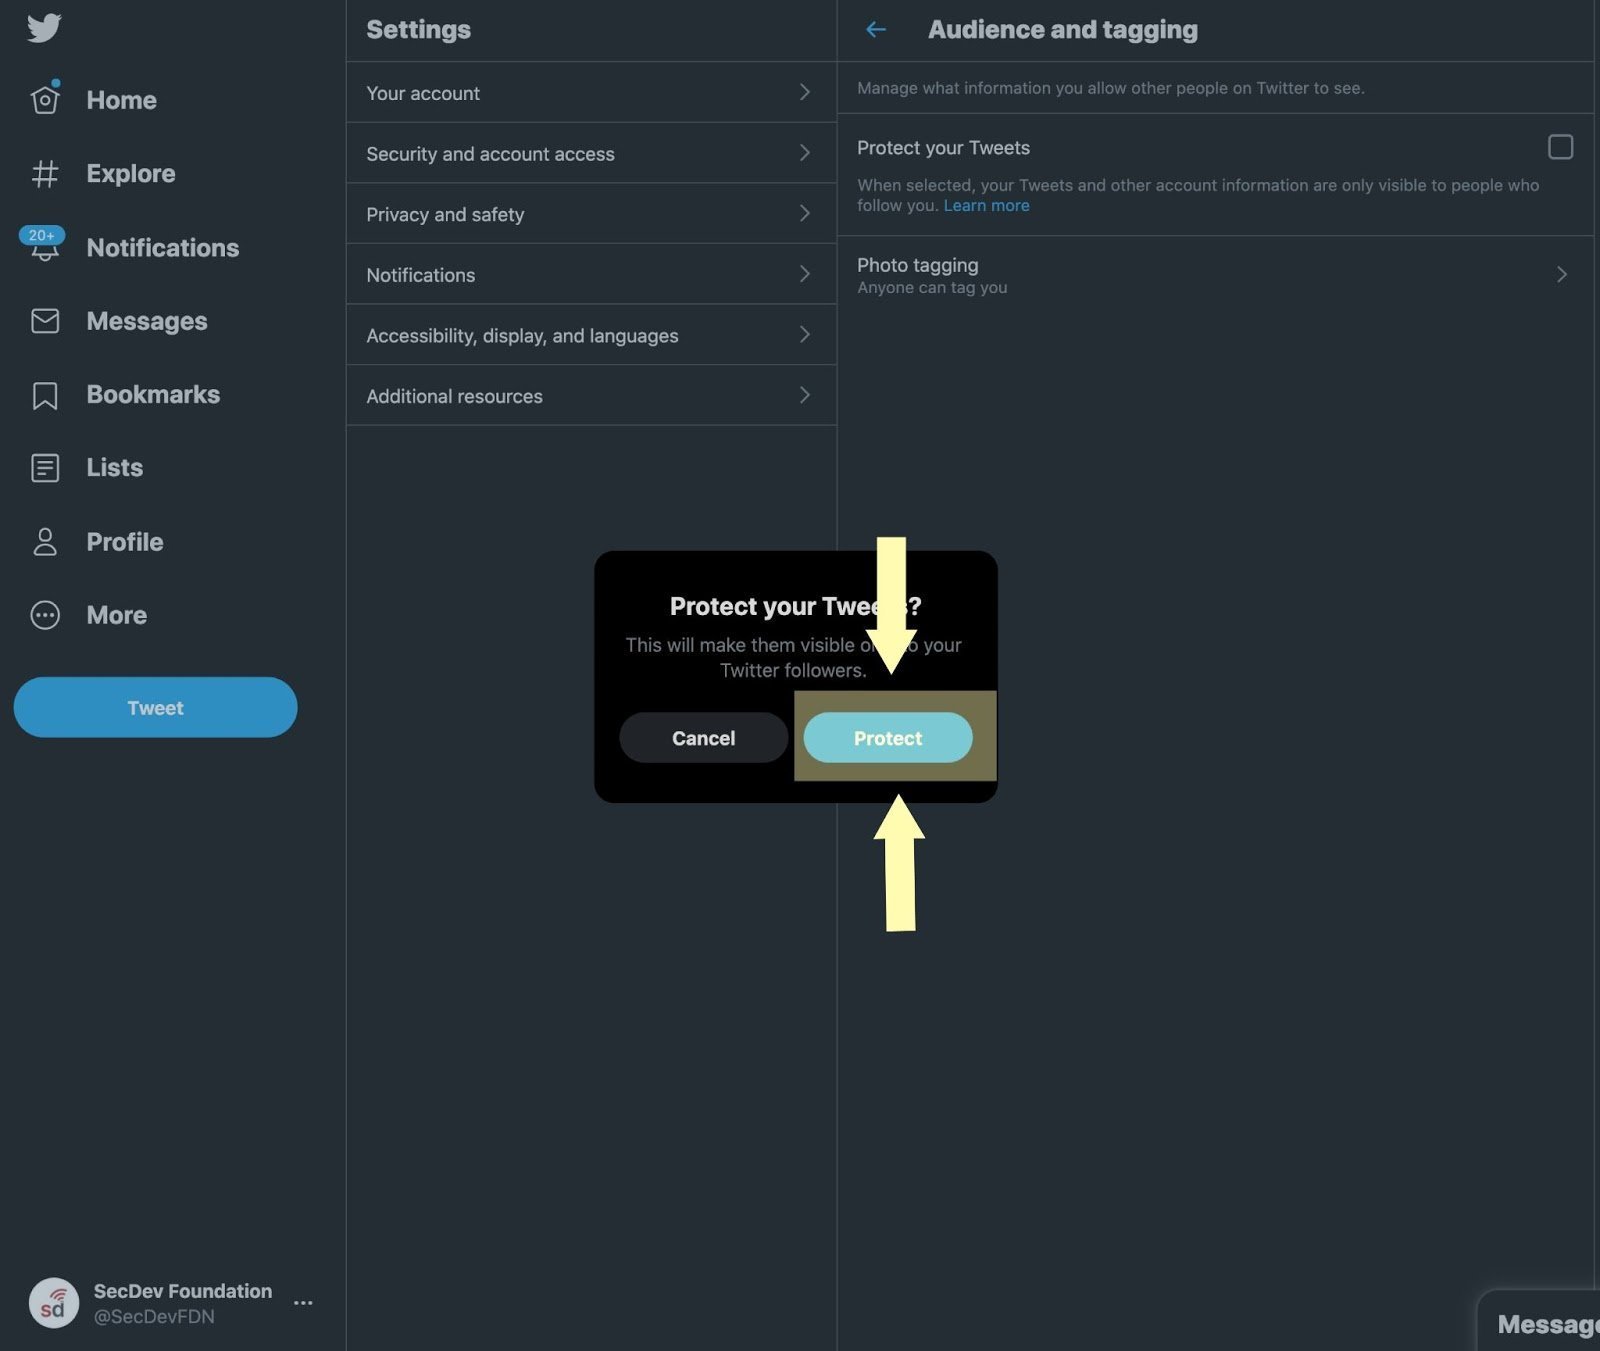 Home
Explore
20+
Notifications
Messages
Bookmarks
Lists
Profile
More
Tweet
SecDev Foundation
@SecDevFDN
sd
Settings
Your account
Security and account access
Privacy and safety
Notifications
Accessibility, display, and languages
Additional resources
Audience and tagging
Manage what information you allow other people on Twitter to see.
Protect your Tweets
When selected, your Tweets and other account information are only visible to people who
follow you. Learn more
Photo tagging
Anyone can tag you
Protect your Tweets?
This will make them visible only to your
Twitter followers.
Cancel
Protect
Message